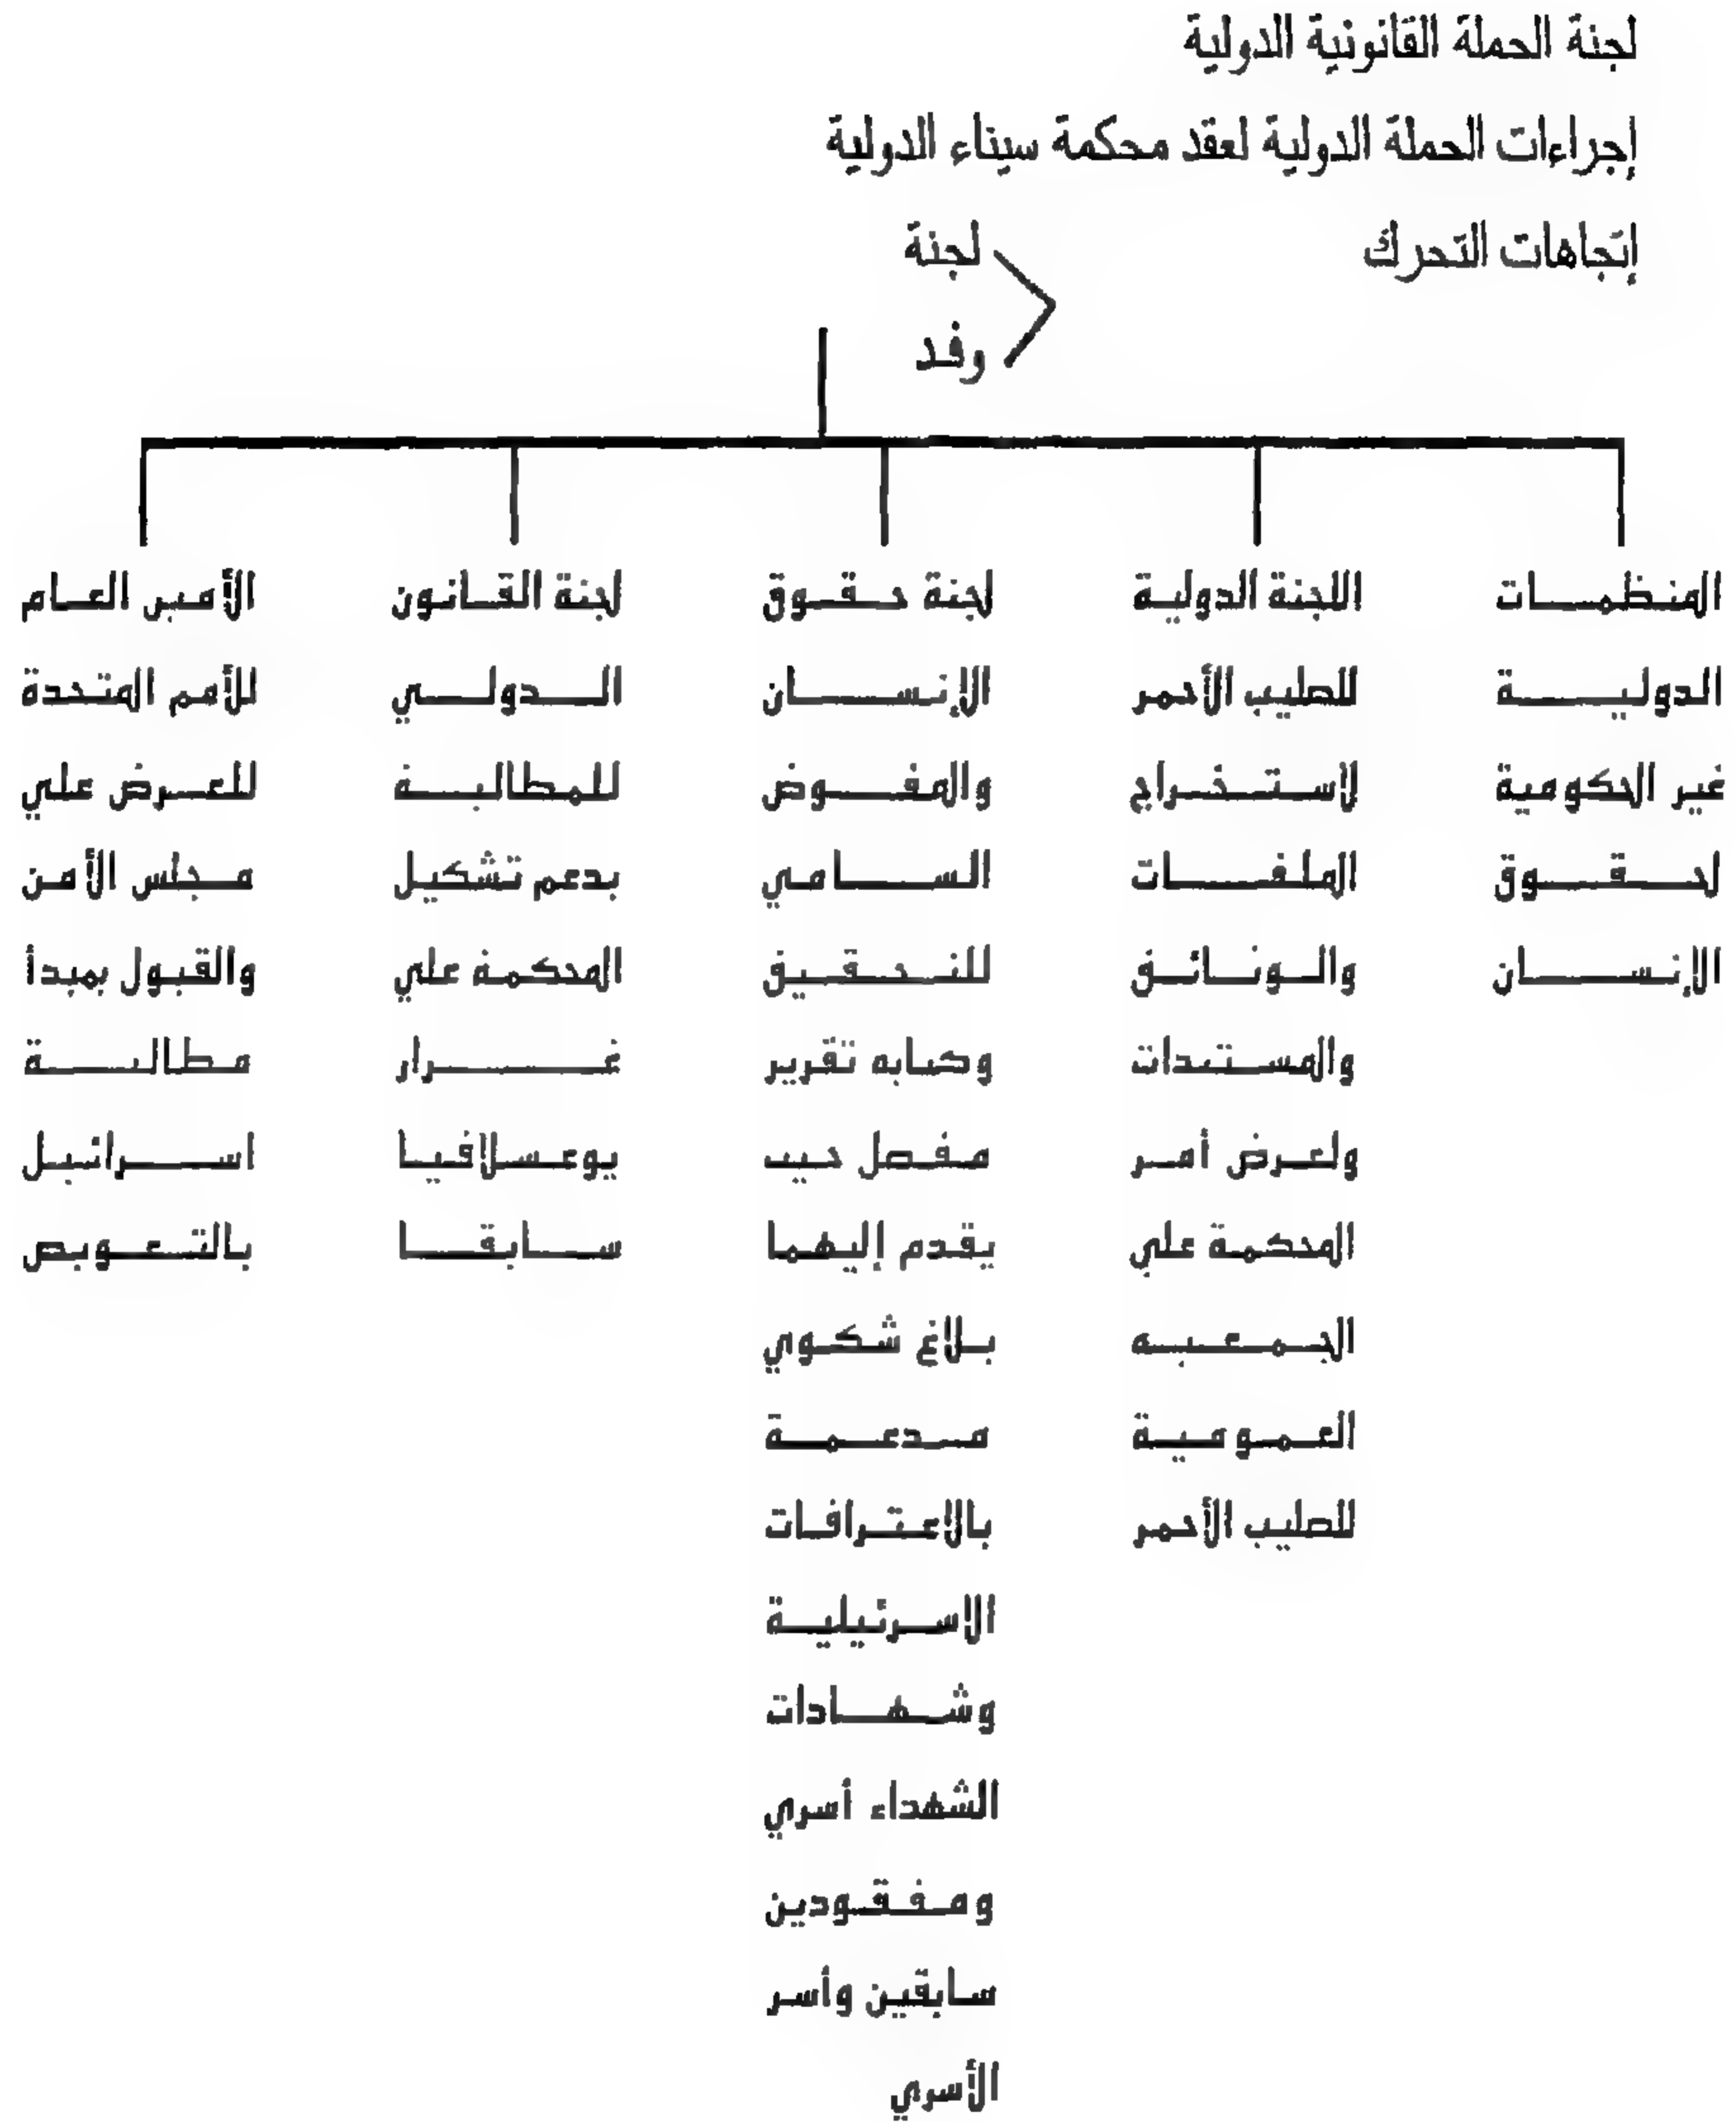 لجنة الحملة القانونية الدولية
إجراءات الحملة الدولية لعقد محكمة سيناء الدولية
إتجاهات التحرك
لجنة
وفد
المنظمات
الدولية
غير الحكومية
لحقوق
الإنسان
اللجنة الدولية
للصليب الأحمر
لاستخراج
الملفات
والوثائق
والمستندات
ولعرض أمر
المحكمة علي
الجمعيه
العمومية
للصليب الأحمر
لجنة حقوق
الإنسان
والمفوض
السامي
للتحقيق
وكتابه تقرير
مفصل حيث
يقدم إليهما
بلاغ شكوي
مدعمة
بالاعترافات
الاسرئيلية
وشهادات
الشهداء أسري
ومفقودين
سابقين وأسر
الأسري
لجنة القانون
الدولي
للمطالبة
بدعم تشكيل
المحكمة علي
غرار
يوغسلافيا
سابقا
الأمين العام
للأمم المتحدة
للعرض علي
مجلس الأمن
والقبول بمبدأ
مطالبة
اسرائيل
بالتعويض